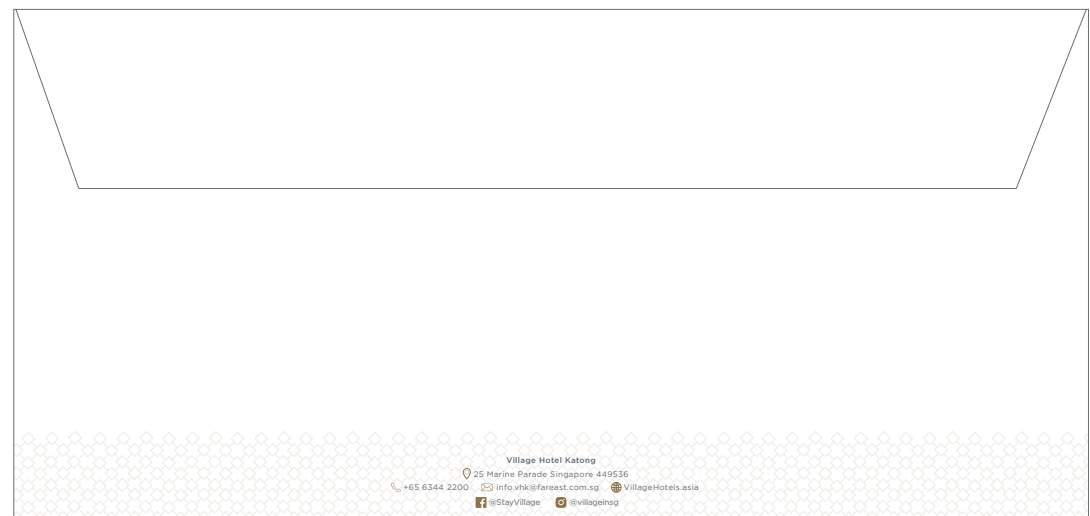 Village Hotel Katong
25 Marine Parade Singapore 449536
+65 6344 2200 info.vhk@fareast.com.sg VillageHotels.asia
@StayVillage @villageinsg